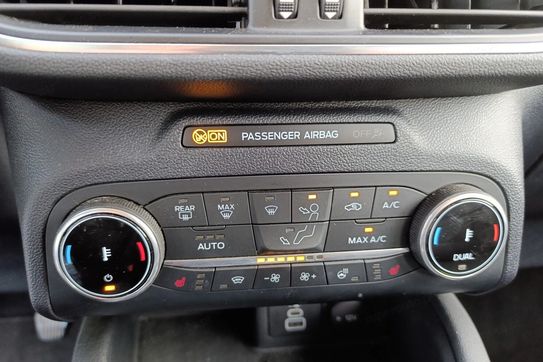 ON PASSENGER AIRBAG OFF
REAR MAX A/C
AUTO MAX A/C
DUAL